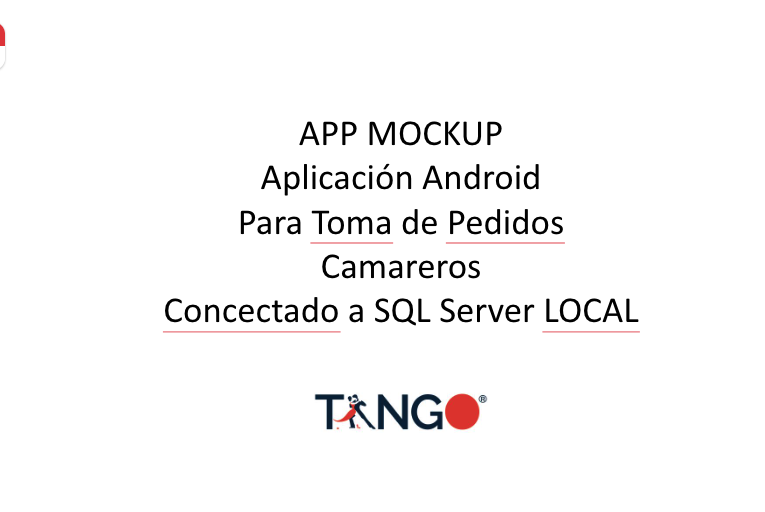 APP MOCKUP
Aplicación Android
Para Toma de Pedidos
Camareros
Concectado a SQL Server LOCAL
TANGO®